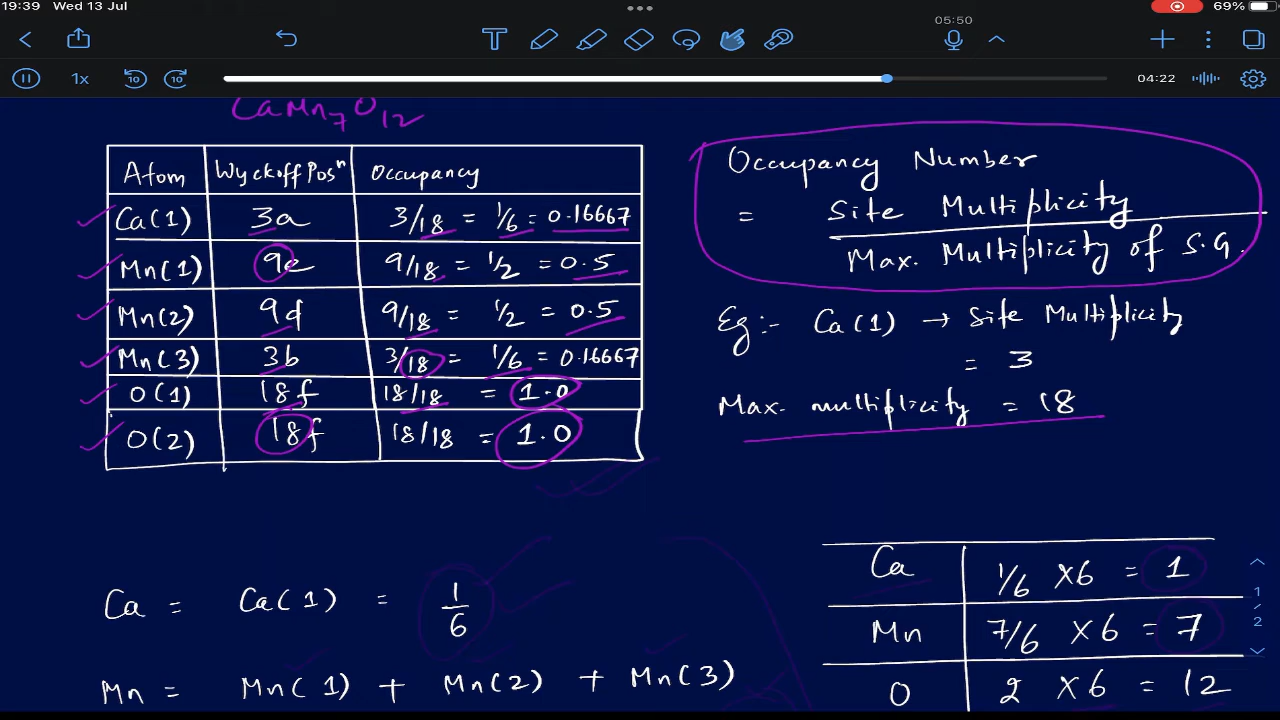 19:39 Wed 13 Jul
69%
05:50
1x
10
10
04:22
CaMn7O12
Atom Wyckoff Posⁿ Occupancy
Ca(1) 3a 3/18 = 1/6 = 0.16667
Mn(1) 9e 9/18 = 1/2 = 0.5
Mn(2) 9d 9/18 = 1/2 = 0.5
Mn(3) 3b 3/18 = 1/6 = 0.16667
O(1) 18f 18/18 = 1.0
O(2) 18f 18/18 = 1.0
Occupancy Number
= Site Multiplicity
Max. Multiplicity of S.G.
Eg:- Ca(1) → Site Multiplicity
= 3
Max. multiplicity = 18
Ca = Ca(1) = 1/6
Mn = Mn(1) + Mn(2) + Mn(3)
Ca 1/6 × 6 = 1
Mn 7/6 × 6 = 7
O 2 × 6 = 12
1
/
2